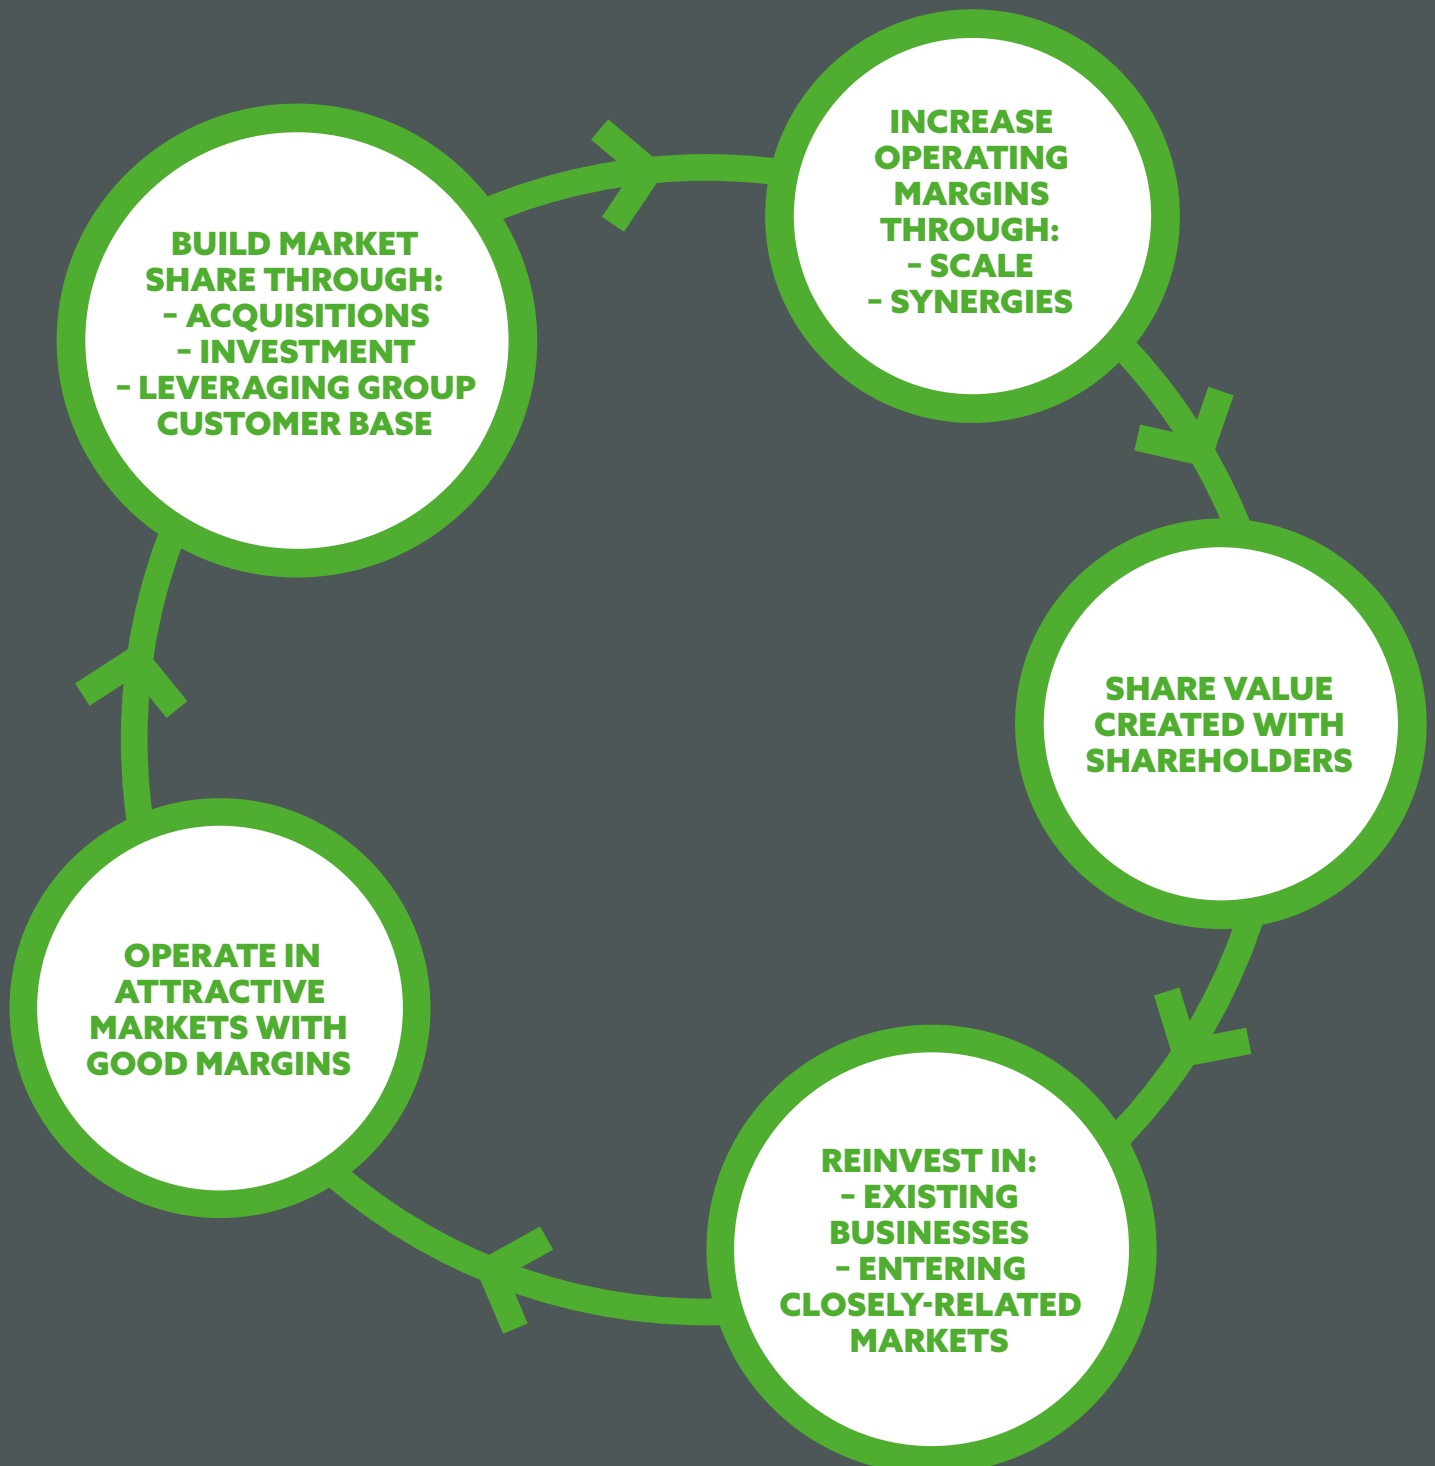 BUILD MARKET
SHARE THROUGH:
– ACQUISITIONS
– INVESTMENT
– LEVERAGING GROUP
CUSTOMER BASE
INCREASE
OPERATING
MARGINS
THROUGH:
– SCALE
– SYNERGIES
SHARE VALUE
CREATED WITH
SHAREHOLDERS
REINVEST IN:
– EXISTING
BUSINESSES
– ENTERING
CLOSELY-RELATED
MARKETS
OPERATE IN
ATTRACTIVE
MARKETS WITH
GOOD MARGINS